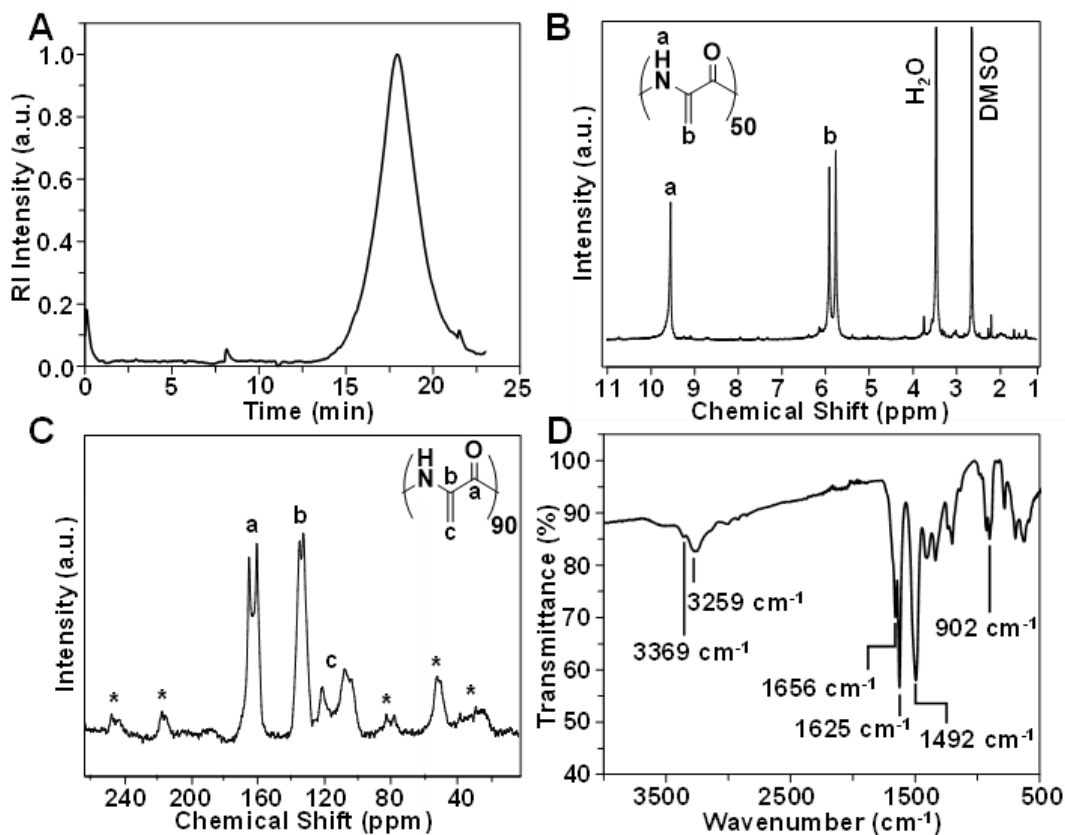 A
RI Intensity (a.u.)
1.0
0.8
0.6
0.4
0.2
0.0
0 5 10 15 20 25
Time (min)
B
Intensity (a.u.)
a
H
N
O
b
50
a
b
H₂O
DMSO
11 10 9 8 7 6 5 4 3 2 1
Chemical Shift (ppm)
C
Intensity (a.u.)
* * a b c * * *
H
N
b
O
a
c
90
240 200 160 120 80 40
Chemical Shift (ppm)
D
Transmittance (%)
100
90
80
70
60
50
40
3259 cm⁻¹
3369 cm⁻¹
902 cm⁻¹
1656 cm⁻¹
1625 cm⁻¹
1492 cm⁻¹
3500 2500 1500 500
Wavenumber (cm⁻¹)